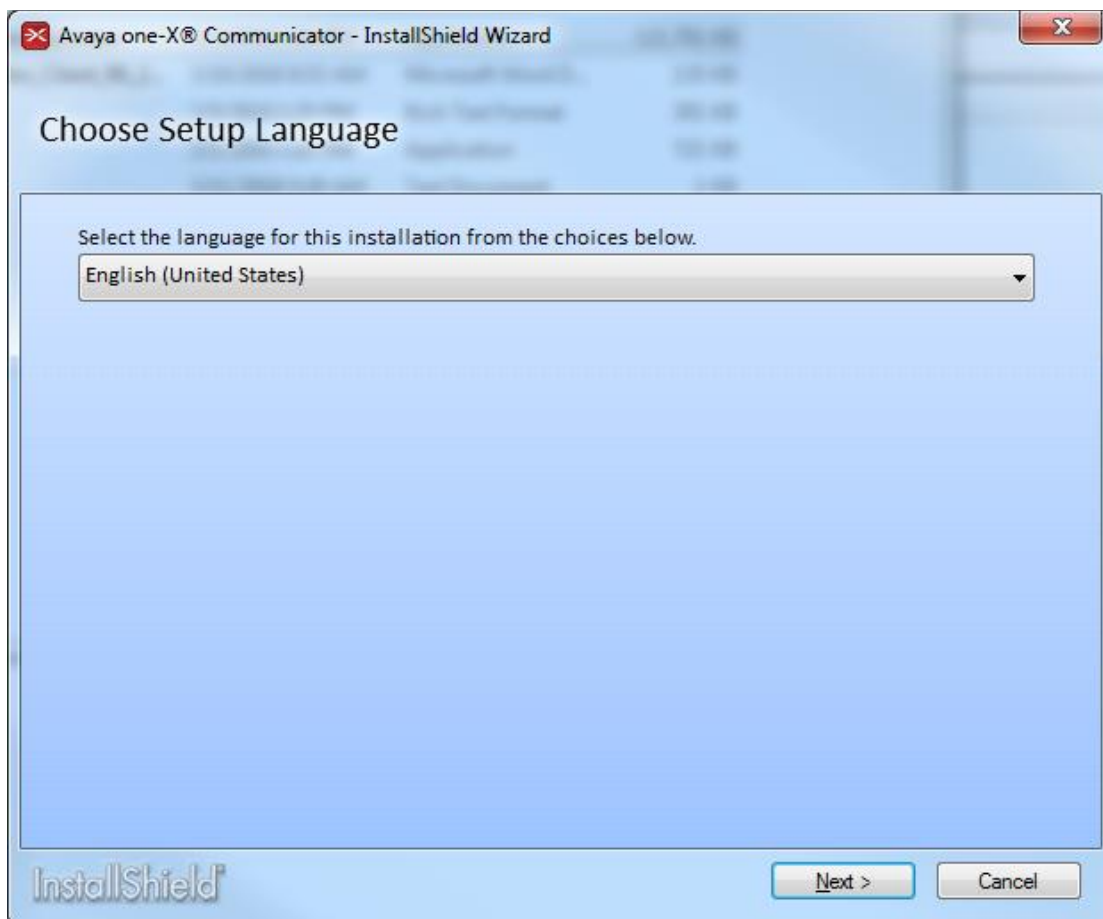 Avaya one-X® Communicator - InstallShield Wizard
Choose Setup Language
Select the language for this installation from the choices below.
English (United States)
InstallShield®
Next >
Cancel